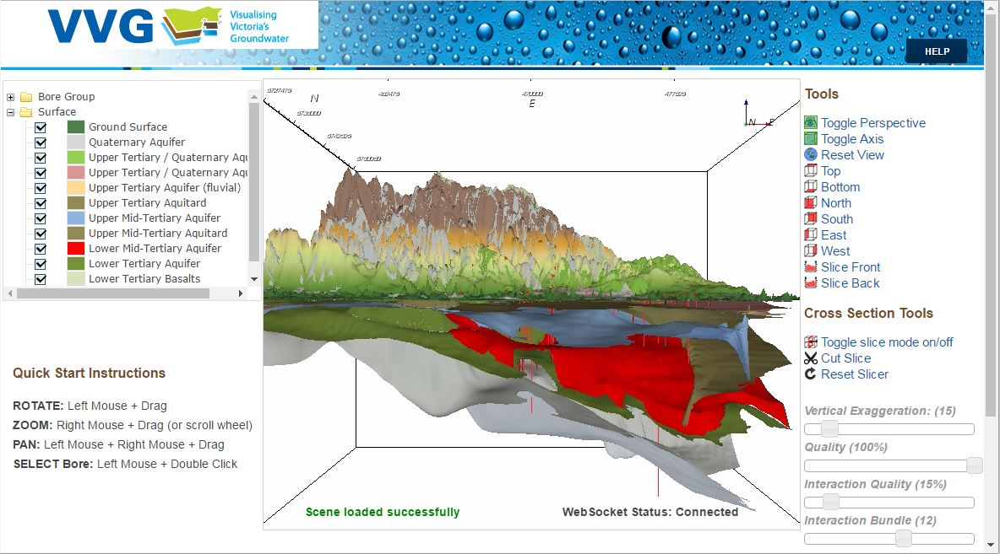 VVG
Visualising
Victoria's
Groundwater
HELP
Bore Group
Surface
Ground Surface
Quaternary Aquifer
Upper Tertiary / Quaternary Aqu
Upper Tertiary / Quaternary Aqu
Upper Tertiary Aquifer (fluvial)
Upper Tertiary Aquitard
Upper Mid-Tertiary Aquifer
Upper Mid-Tertiary Aquitard
Lower Mid-Tertiary Aquifer
Lower Tertiary Aquifer
Lower Tertiary Basalts
Quick Start Instructions
ROTATE: Left Mouse + Drag
ZOOM: Right Mouse + Drag (or scroll wheel)
PAN: Left Mouse + Right Mouse + Drag
SELECT Bore: Left Mouse + Double Click
N
E
N E
Scene loaded successfully
WebSocket Status: Connected
Tools
Toggle Perspective
Toggle Axis
Reset View
Top
Bottom
North
South
East
West
Slice Front
Slice Back
Cross Section Tools
Toggle slice mode on/off
Cut Slice
Reset Slicer
Vertical Exaggeration: (15)
Quality (100%)
Interaction Quality (15%)
Interaction Bundle (12)